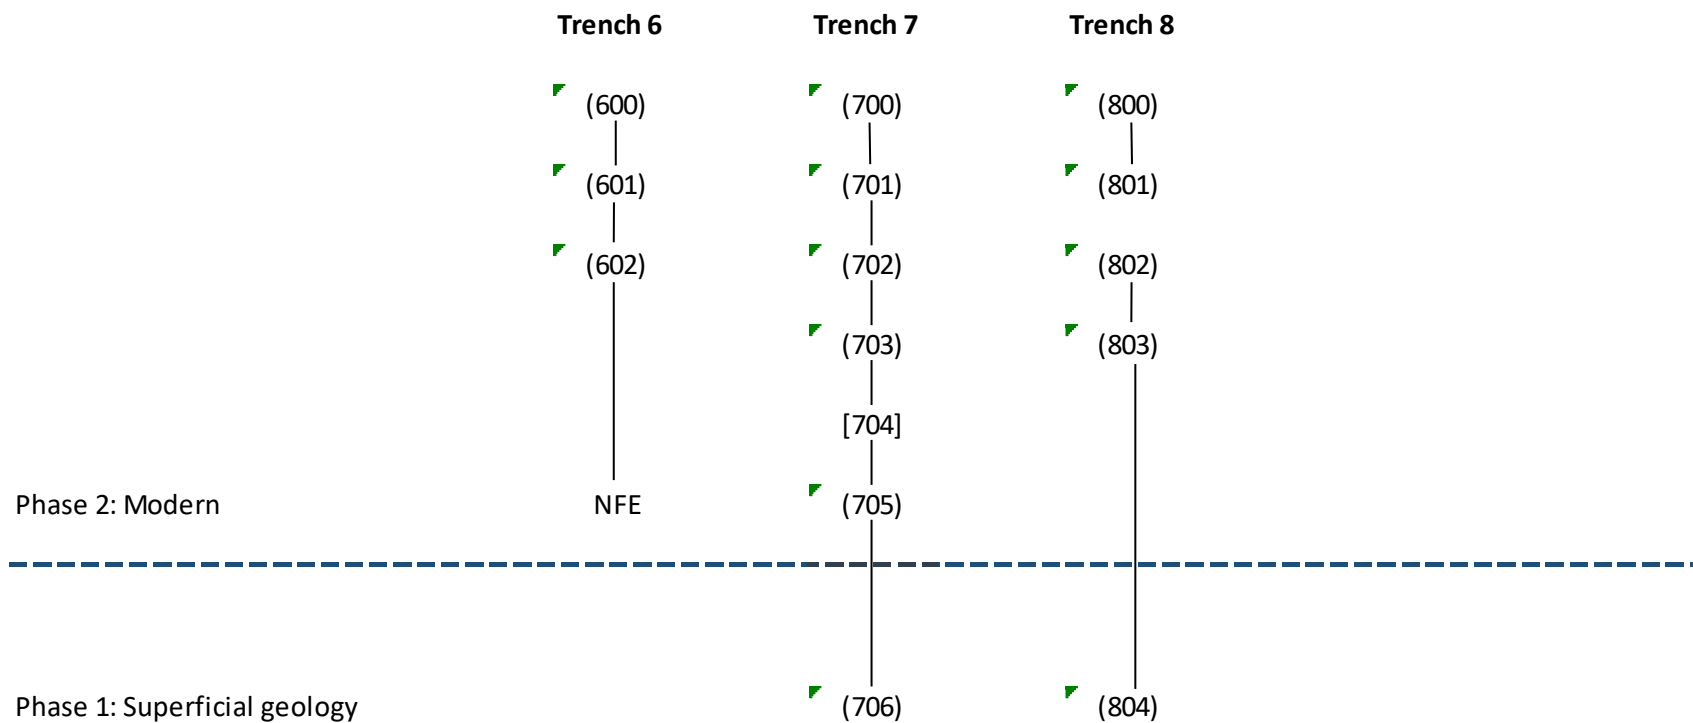 Trench 6 Trench 7 Trench 8
(600) (700) (800)
(601) (701) (801)
(602) (702) (802)
(703) (803)
[704]
Phase 2: Modern NFE (705)
Phase 1: Superficial geology (706) (804)